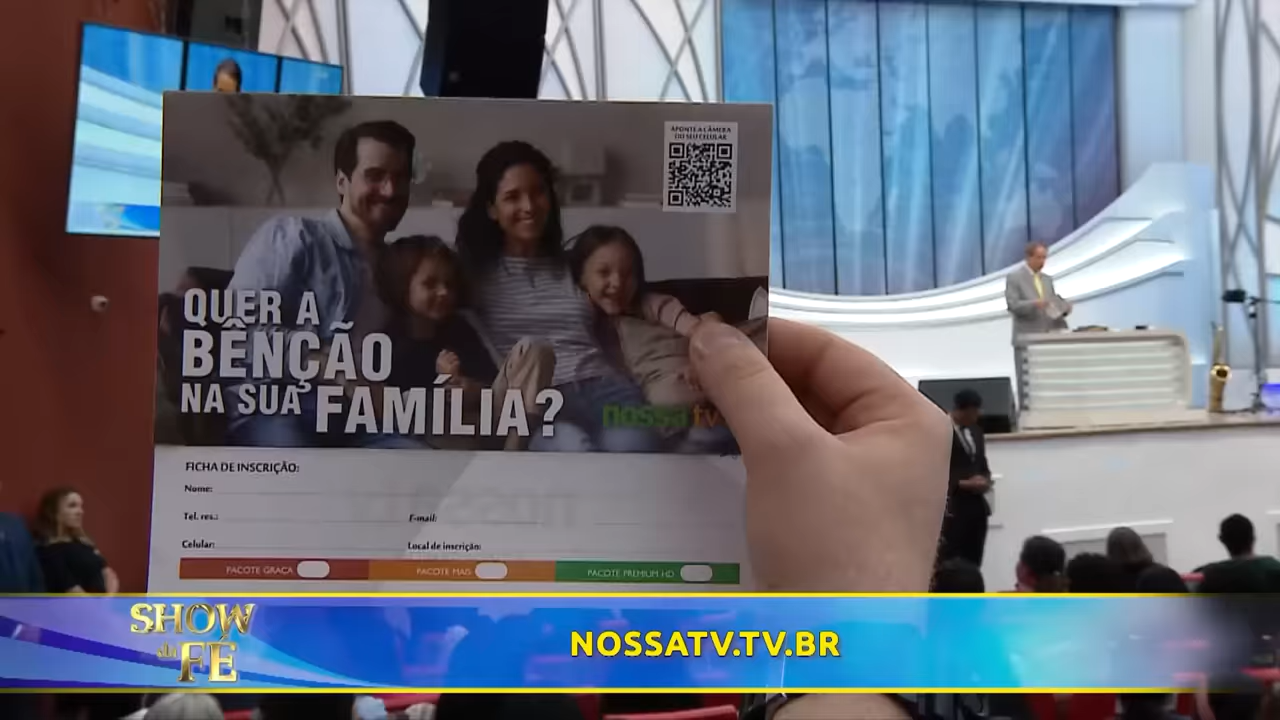 APONTE A CÂMERA
DO SEU CELULAR
QUER A
BÊNÇÃO
NA SUA FAMÍLIA?
nossa tv
FICHA DE INSCRIÇÃO:
Nome:
Tel. res.: E-mail:
Celular: Local de inscrição:
PACOTE GRAÇA PACOTE MAIS PACOTE PREMIUM HD
SHOW
da FÉ
NOSSATV.TV.BR